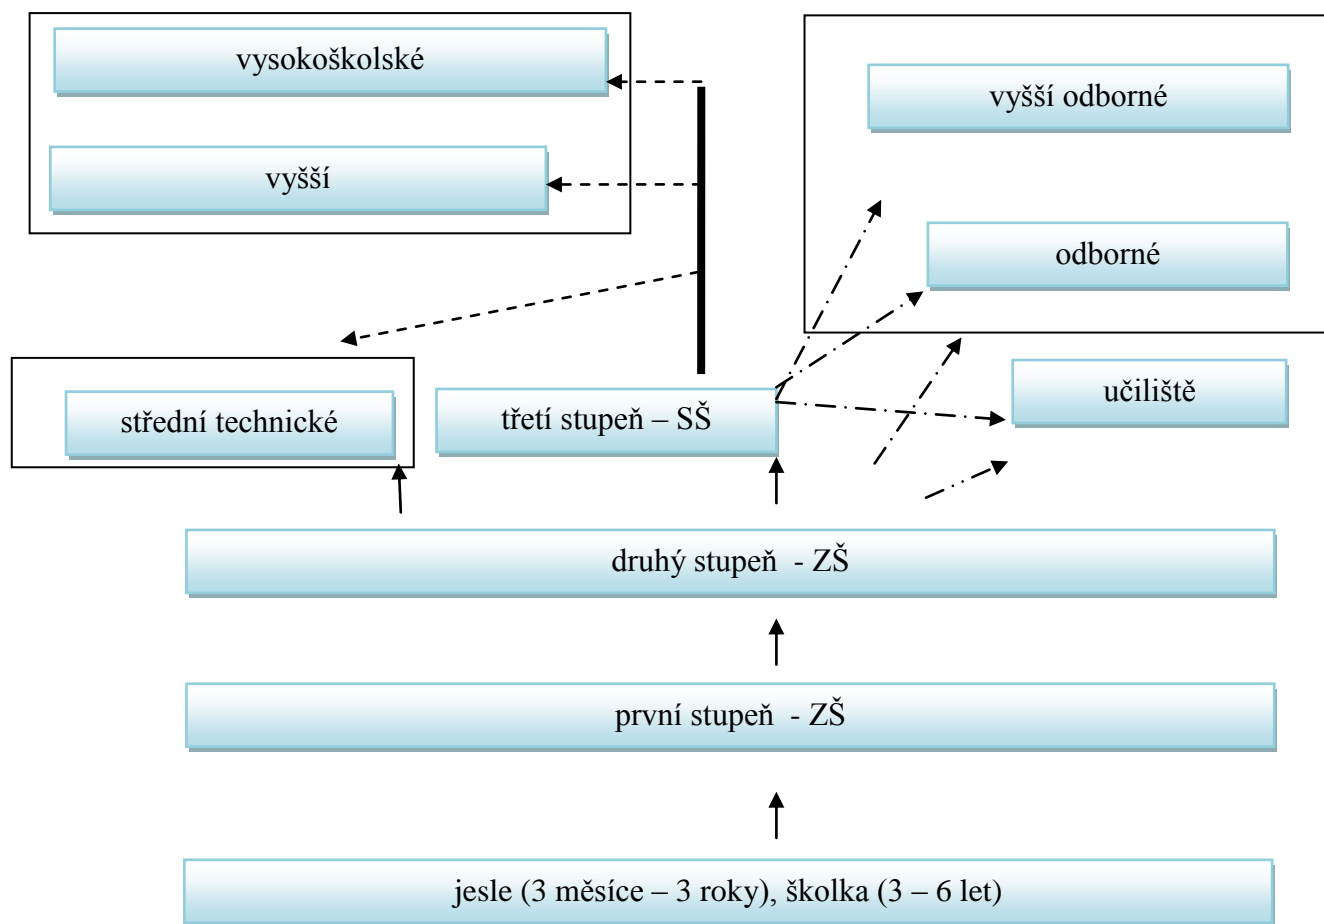 vysokoškolské
vyšší odborné
vyšší
odborné
učiliště
střední technické
třetí stupeň – SŠ
druhý stupeň - ZŠ
první stupeň - ZŠ
jesle (3 měsíce – 3 roky), školka (3 – 6 let)